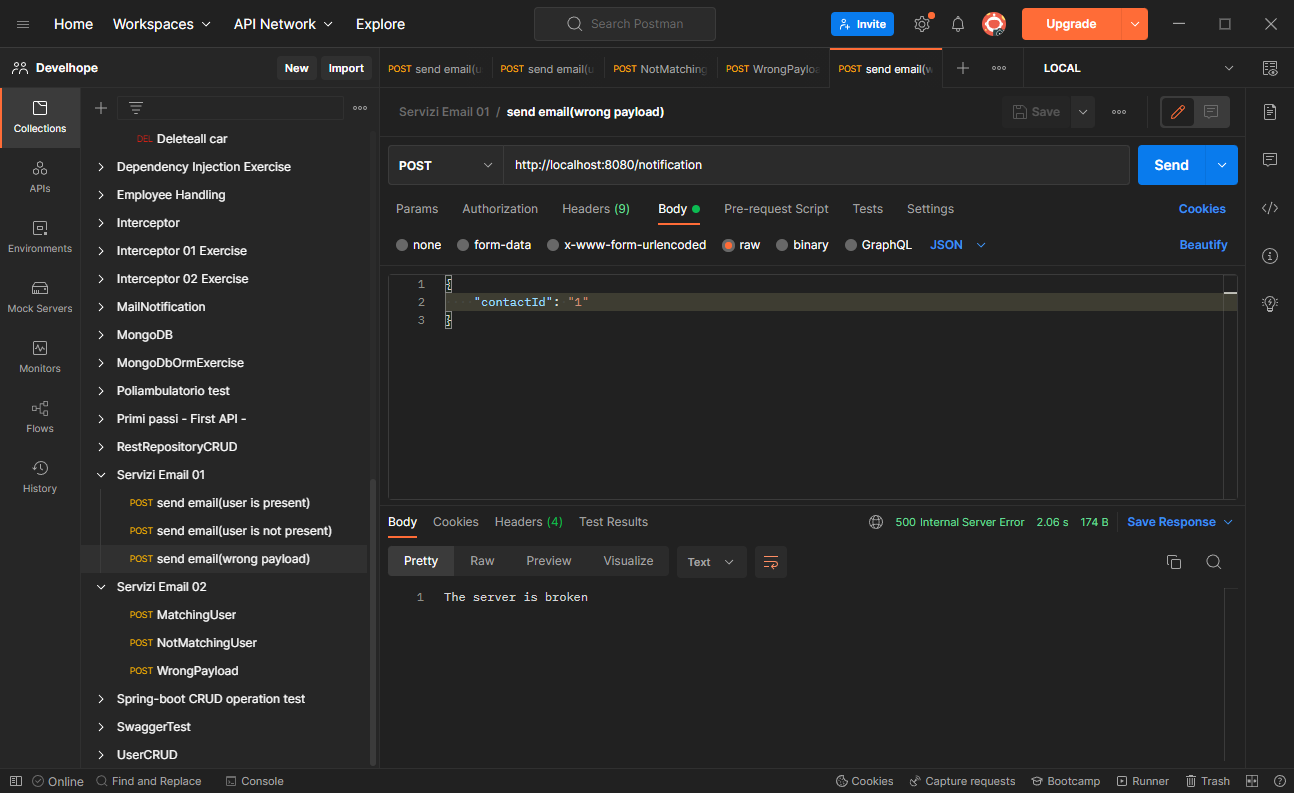 Home Workspaces API Network Explore Search Postman Invite Upgrade
Develhope New Import
POST send email(u POST send email(u POST NotMatching POST WrongPayloa POST send email(w LOCAL
Servizi Email 01 / send email(wrong payload) Save
Collections
APIs
Environments
Mock Servers
Monitors
Flows
History
DEL Deleteall car
Dependency Injection Exercise
Employee Handling
Interceptor
Interceptor 01 Exercise
Interceptor 02 Exercise
MailNotification
MongoDB
MongoDbOrmExercise
Poliambulatorio test
Primi passi - First API -
RestRepositoryCRUD
Servizi Email 01
POST send email(user is present)
POST send email(user is not present)
POST send email(wrong payload)
Servizi Email 02
POST MatchingUser
POST NotMatchingUser
POST WrongPayload
Spring-boot CRUD operation test
SwaggerTest
UserCRUD
POST http://localhost:8080/notification Send
Params Authorization Headers (9) Body Pre-request Script Tests Settings Cookies
none form-data x-www-form-urlencoded raw binary GraphQL JSON Beautify
1 {
2 "contactId": "1"
3 }
Body Cookies Headers (4) Test Results 500 Internal Server Error 2.06 s 174 B Save Response
Pretty Raw Preview Visualize Text
1 The server is broken
Online Find and Replace Console Cookies Capture requests Bootcamp Runner Trash